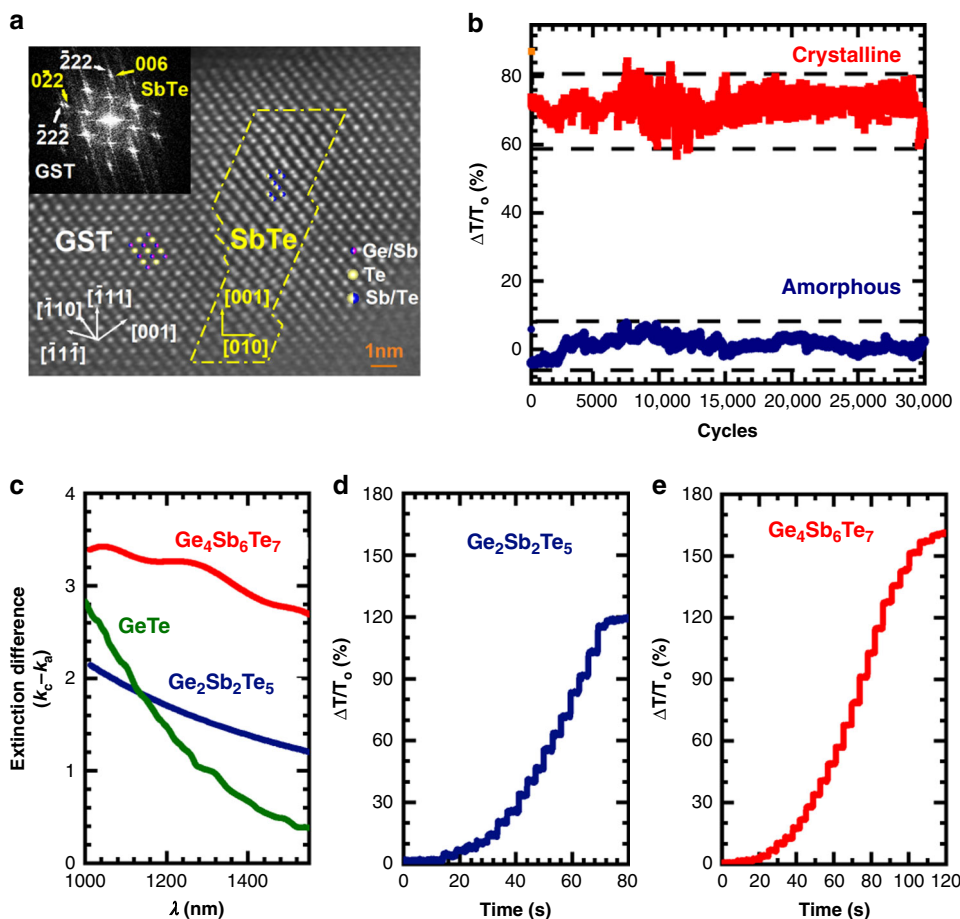 a
2̄22
006
02̄2
SbTe
2̄22̄
GST
GST
SbTe
Ge/Sb
Te
Sb/Te
[1̄11]
[1̄10]
[001]
[1̄11̄]
[001]
[010]
1nm
b
Crystalline
Amorphous
80
60
40
20
0
ΔT/Tₒ (%)
0 5000 10,000 15,000 20,000 25,000 30,000
Cycles
c
Ge₄Sb₆Te₇
GeTe
Ge₂Sb₂Te₅
4
3
2
1
0
Extinction difference
(k꜀–kₐ)
1000 1200 1400
λ (nm)
d
Ge₂Sb₂Te₅
180
150
120
90
60
30
0
ΔT/Tₒ (%)
0 20 40 60 80
Time (s)
e
Ge₄Sb₆Te₇
180
150
120
90
60
30
0
ΔT/Tₒ (%)
0 20 40 60 80 100 120
Time (s)